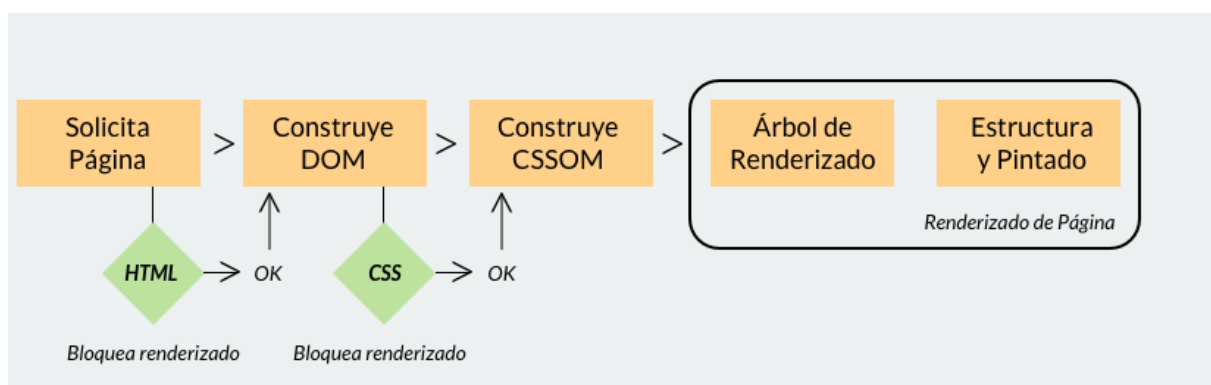 Solicita
Página
>
Construye
DOM
>
Construye
CSSOM
>
Árbol de
Renderizado
Estructura
y Pintado
Renderizado de Página
HTML
OK
CSS
OK
Bloquea renderizado
Bloquea renderizado